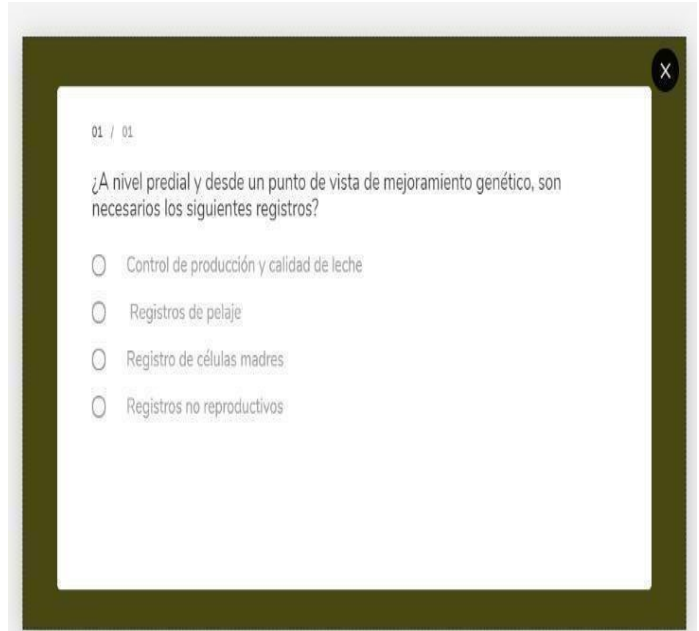 X
01 / 01
¿A nivel predial y desde un punto de vista de mejoramiento genético, son
necesarios los siguientes registros?
Control de producción y calidad de leche
Registros de pelaje
Registro de células madres
Registros no reproductivos